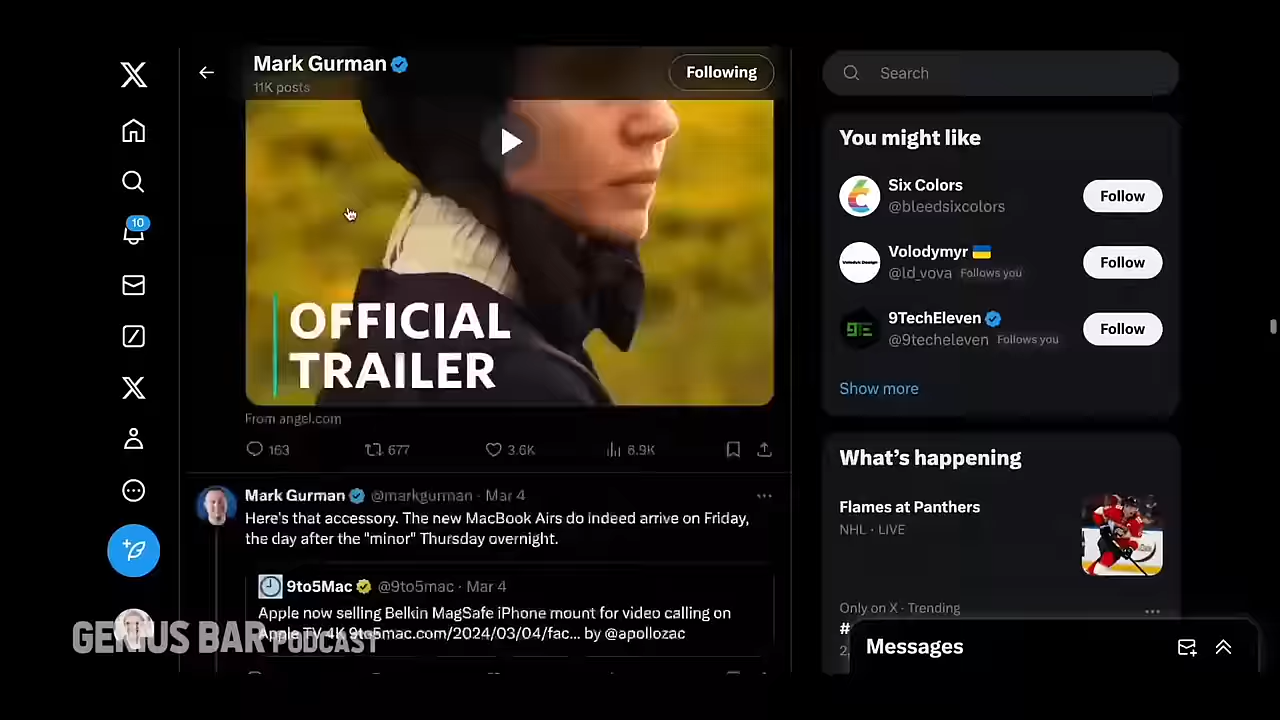 Mark Gurman
11K posts
Following
OFFICIAL
TRAILER
From angel.com
163
677
3.6K
6.9K
Mark Gurman @markgurman · Mar 4
Here's that accessory. The new MacBook Airs do indeed arrive on Friday,
the day after the "minor" Thursday overnight.
9to5Mac @9to5mac · Mar 4
Apple now selling Belkin MagSafe iPhone mount for video calling on
Apple TV 4K 9to5mac.com/2024/03/04/fac... by @apollozac
10
GENIUS BAR PODCAST
Search
You might like
Six Colors
@bleedsixcolors
Follow
Volodymyr
@ld_vova Follows you
Follow
9TechEleven
@9techeleven Follows you
Follow
Show more
What's happening
Flames at Panthers
NHL · LIVE
Only on X · Trending
#
2,
Messages